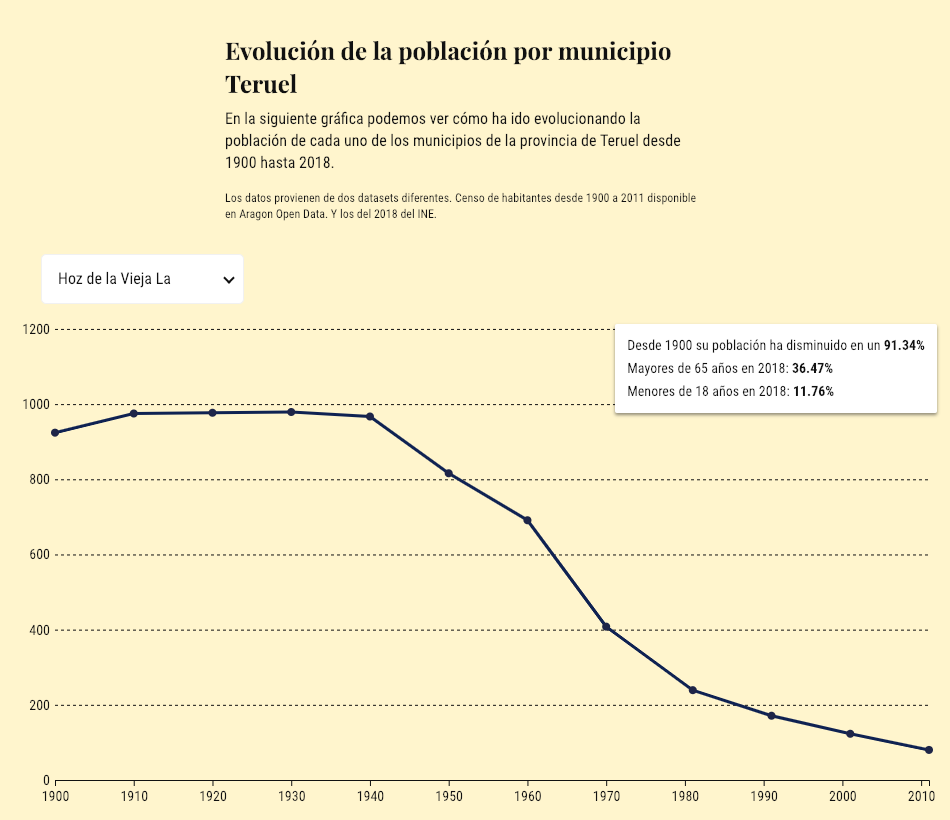 Evolución de la población por municipio
Teruel
En la siguiente gráfica podemos ver cómo ha ido evolucionando la
población de cada uno de los municipios de la provincia de Teruel desde
1900 hasta 2018.
Los datos provienen de dos datasets diferentes. Censo de habitantes desde 1900 a 2011 disponible
en Aragon Open Data. Y los del 2018 del INE.
Hoz de la Vieja La
Desde 1900 su población ha disminuido en un 91.34%
Mayores de 65 años en 2018: 36.47%
Menores de 18 años en 2018: 11.76%
1200
1000
800
600
400
200
0
1900 1910 1920 1930 1940 1950 1960 1970 1980 1990 2000 2010